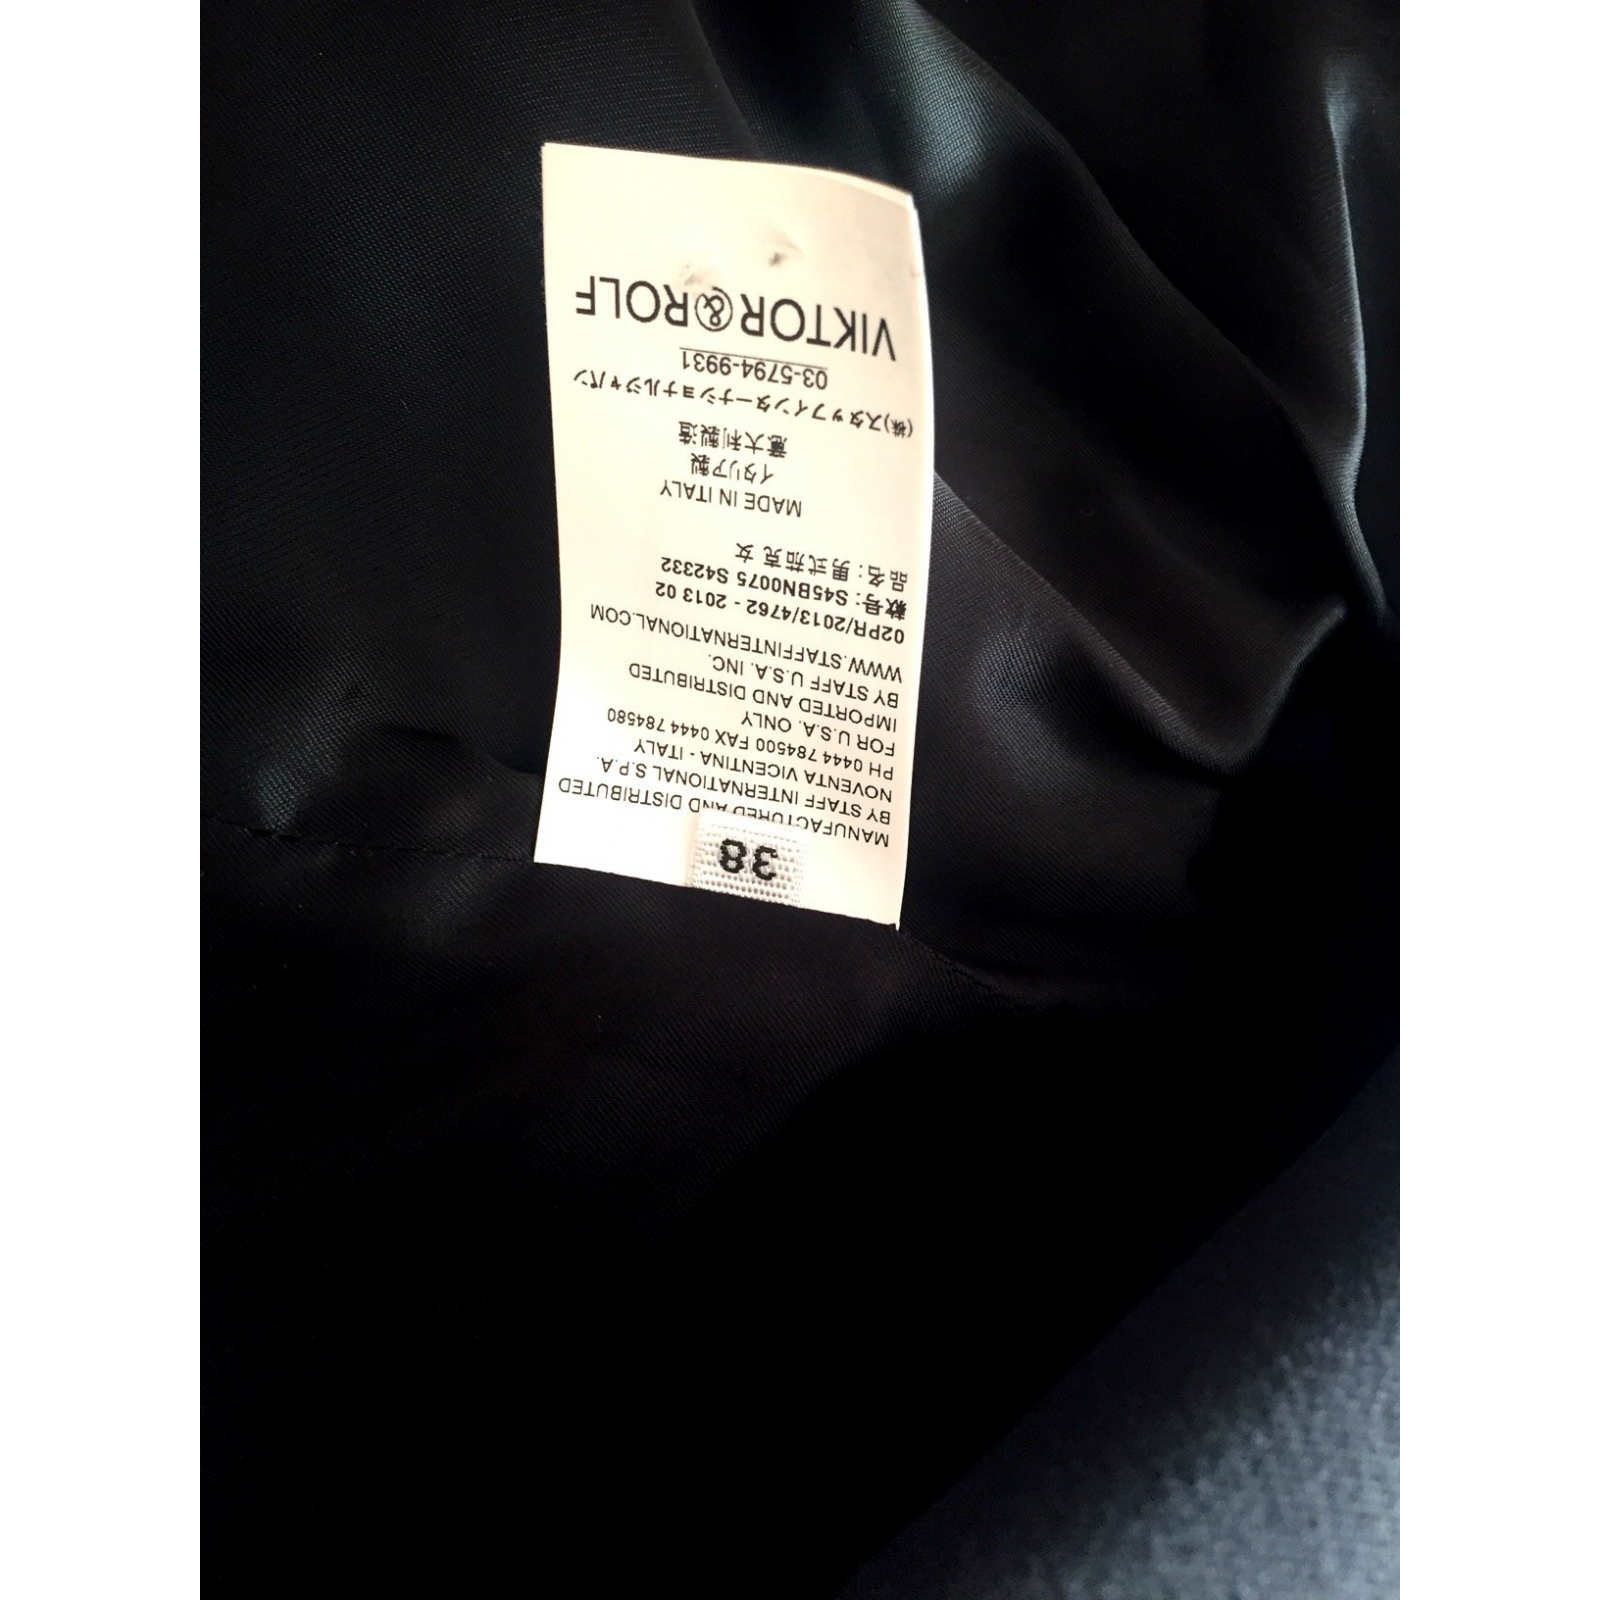 38
MANUFACTURED AND DISTRIBUTED
BY STAFF INTERNATIONAL S.P.A.
NOVENTA VICENTINA - ITALY
PH 0444 784500 FAX 0444 784580
FOR U.S.A. ONLY
IMPORTED AND DISTRIBUTED
BY STAFF U.S.A. INC.
WWW.STAFFINTERNATIONAL.COM
02PR/2013/4762 - 2013 02
款号: S45BN0075 S42332
品名: 男式茄克 女
MADE IN ITALY
イタリア製
意大利製造
(株)スタッフインターナショナルジャパン
03-5794-9931
VIKTOR&ROLF